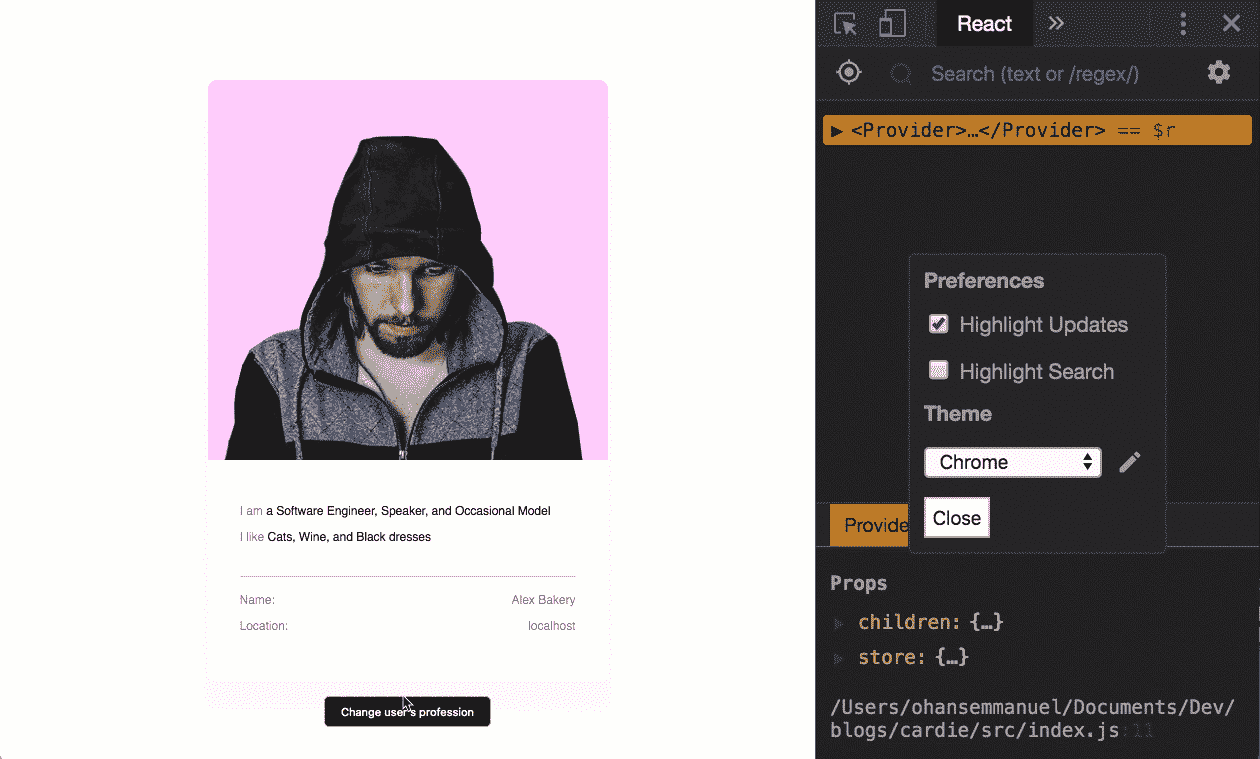 I am a Software Engineer, Speaker, and Occasional Model
I like Cats, Wine, and Black dresses
Name: Alex Bakery
Location: localhost
Change user's profession
React
Search (text or /regex/)
▶ <Provider>…</Provider> == $r
Preferences
Highlight Updates
Highlight Search
Theme
Chrome
Close
Provide
Props
children: {…}
store: {…}
/Users/ohansemmanuel/Documents/Dev/
blogs/cardie/src/index.js:11